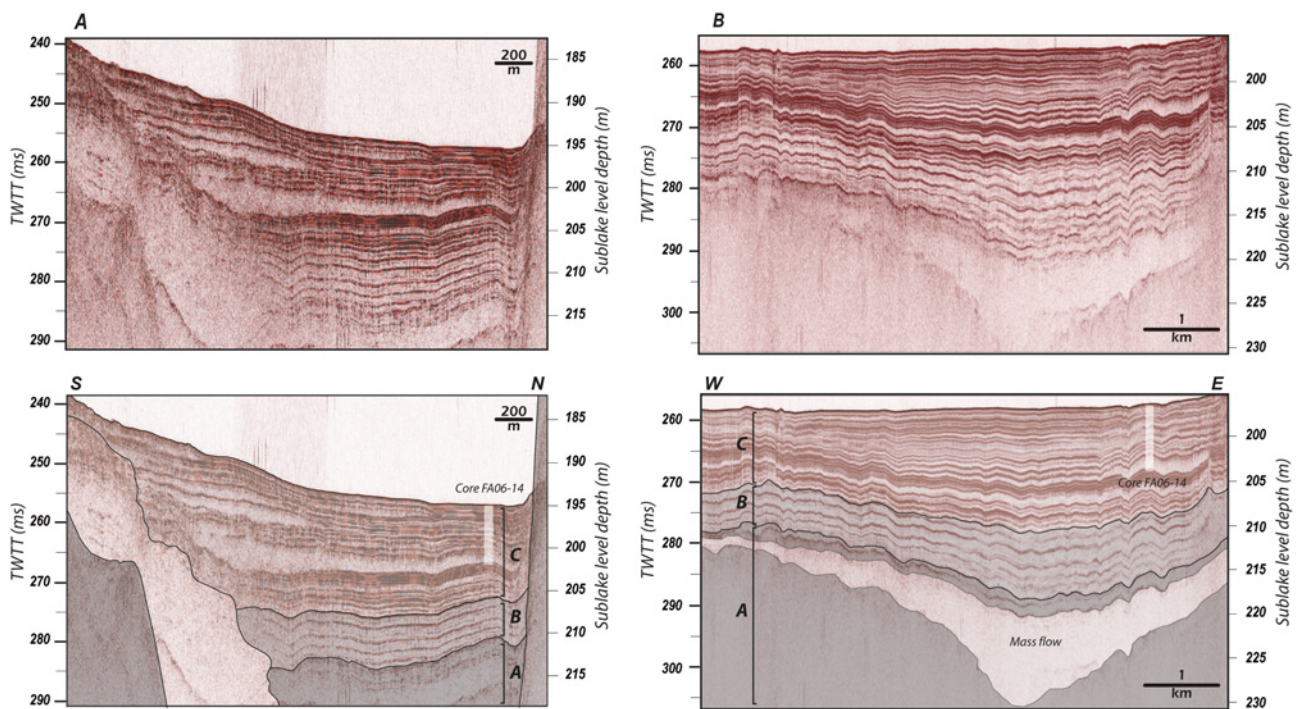 A
240
250
260
270
280
290
TWTT (ms)
200
m
185
190
195
200
205
210
215
Sublake level depth (m)
B
260
270
280
290
300
TWTT (ms)
1
km
200
205
210
215
220
225
230
Sublake level depth (m)
S
N
240
250
260
270
280
290
TWTT (ms)
200
m
Core FA06-14
C
B
A
185
190
195
200
205
210
215
Sublake level depth (m)
W
E
260
270
280
290
300
TWTT (ms)
C
B
A
Core FA06-14
Mass flow
1
km
200
205
210
215
220
225
230
Sublake level depth (m)